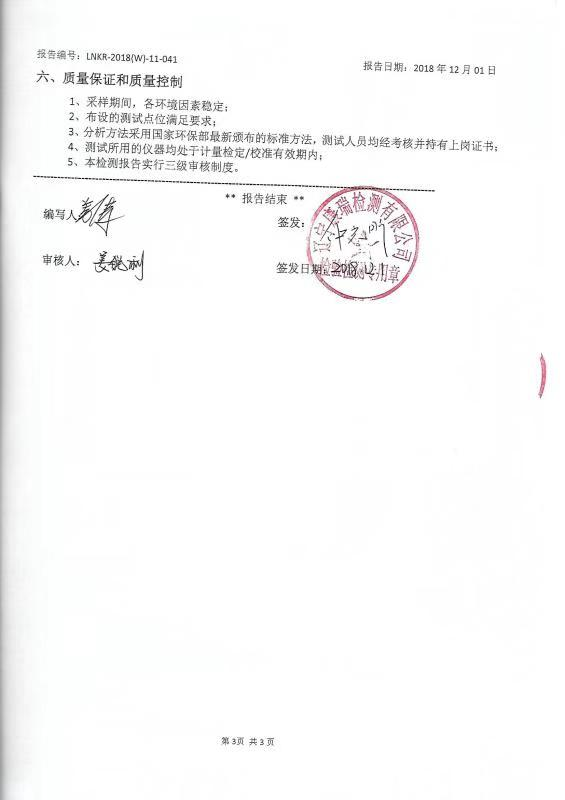 报告编号：LNKR-2018(W)-11-041
报告日期：2018 年 12 月 01 日
六、质量保证和质量控制
1、采样期间，各环境因素稳定；
2、布设的测试点位满足要求；
3、分析方法采用国家环保部最新颁布的标准方法，测试人员均经考核并持有上岗证书；
4、测试所用的仪器均处于计量检定/校准有效期内；
5、本检测报告实行三级审核制度。
** 报告结束 **
编写人
签发：
审核人：
签发日期：2018.12.1
辽宁康瑞检测有限公司
检验检测专用章
第 3页 共 3 页